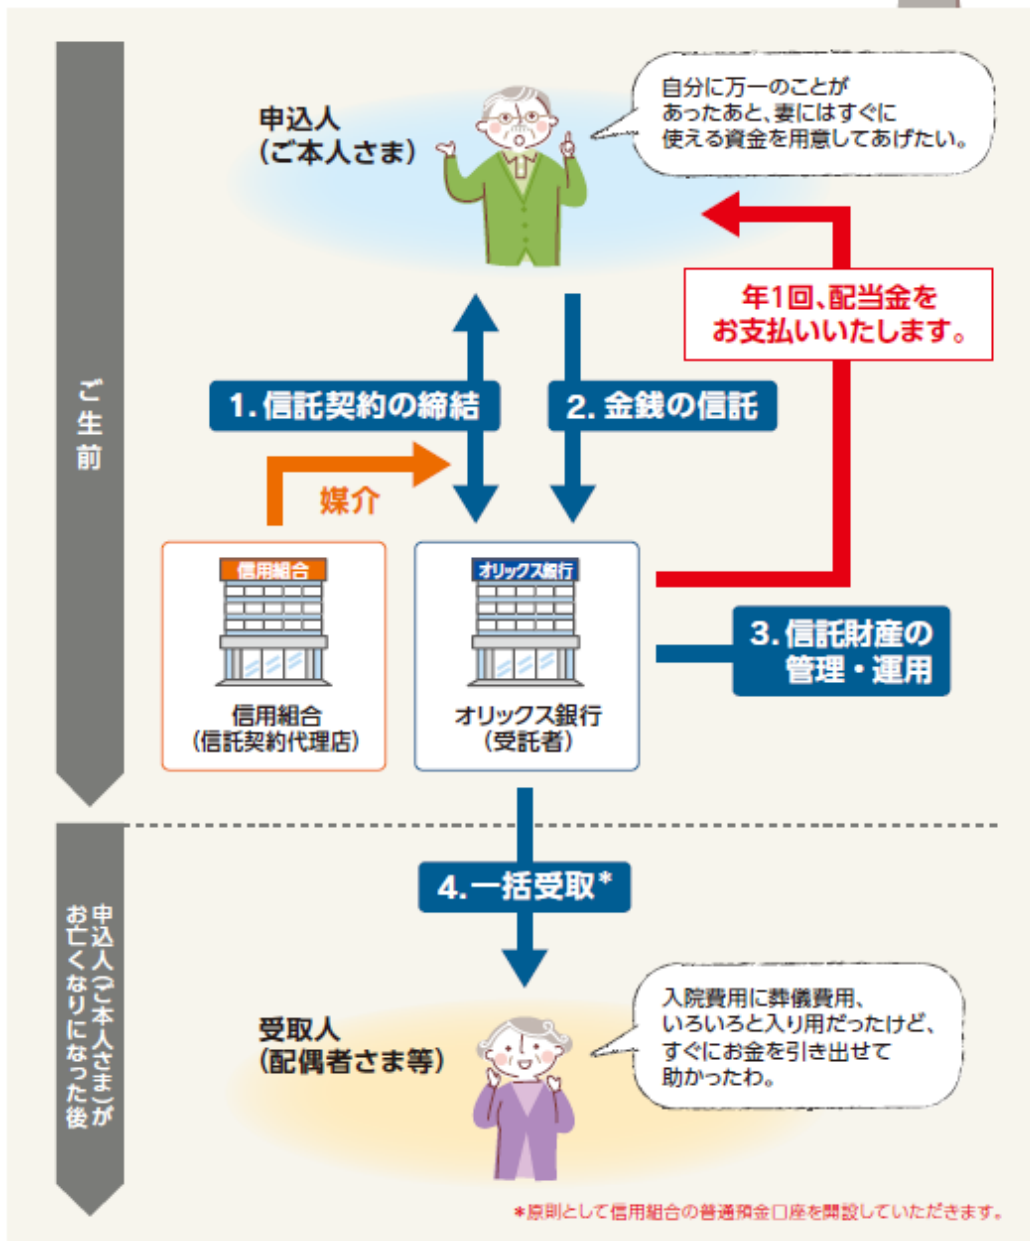 申込人
（ご本人さま）
自分に万一のことが
あったあと、妻にはすぐに
使える資金を用意してあげたい。
年1回、配当金を
お支払いいたします。
ご生前
1.信託契約の締結
2.金銭の信託
媒介
信用組合
オリックス銀行
信用組合
（信託契約代理店）
オリックス銀行
（受託者）
3.信託財産の
管理・運用
4.一括受取*
申込人（ご本人さま）が
お亡くなりになった後
受取人
（配偶者さま等）
入院費用に葬儀費用、
いろいろと入り用だったけど、
すぐにお金を引き出せて
助かったわ。
*原則として信用組合の普通預金口座を開設していただきます。